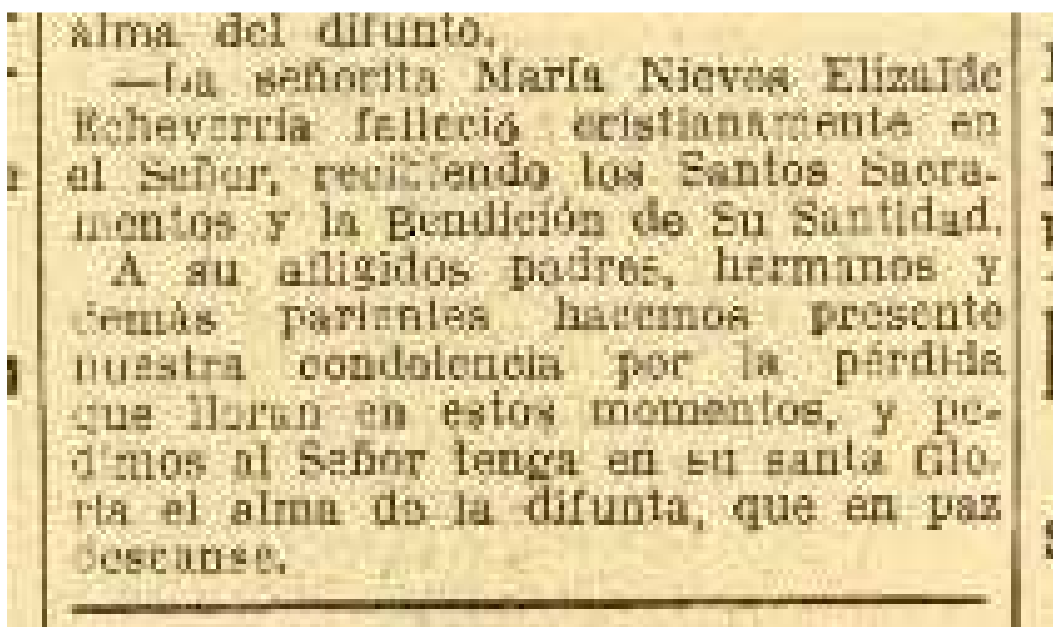 alma del difunto.
—La señorita María Nieves Elizalde
Echeverría falleció cristianamente en
el Señor, recibiendo los Santos Sacra-
mentos y la Bendición de Su Santidad.
A su afligidos padres, hermanos y
demás parientes hacemos presente
nuestra condolencia por la pérdida
que lloran en estos momentos, y pe-
dimos al Señor tenga en su santa Glo-
ria el alma de la difunta, que en paz
descanse.